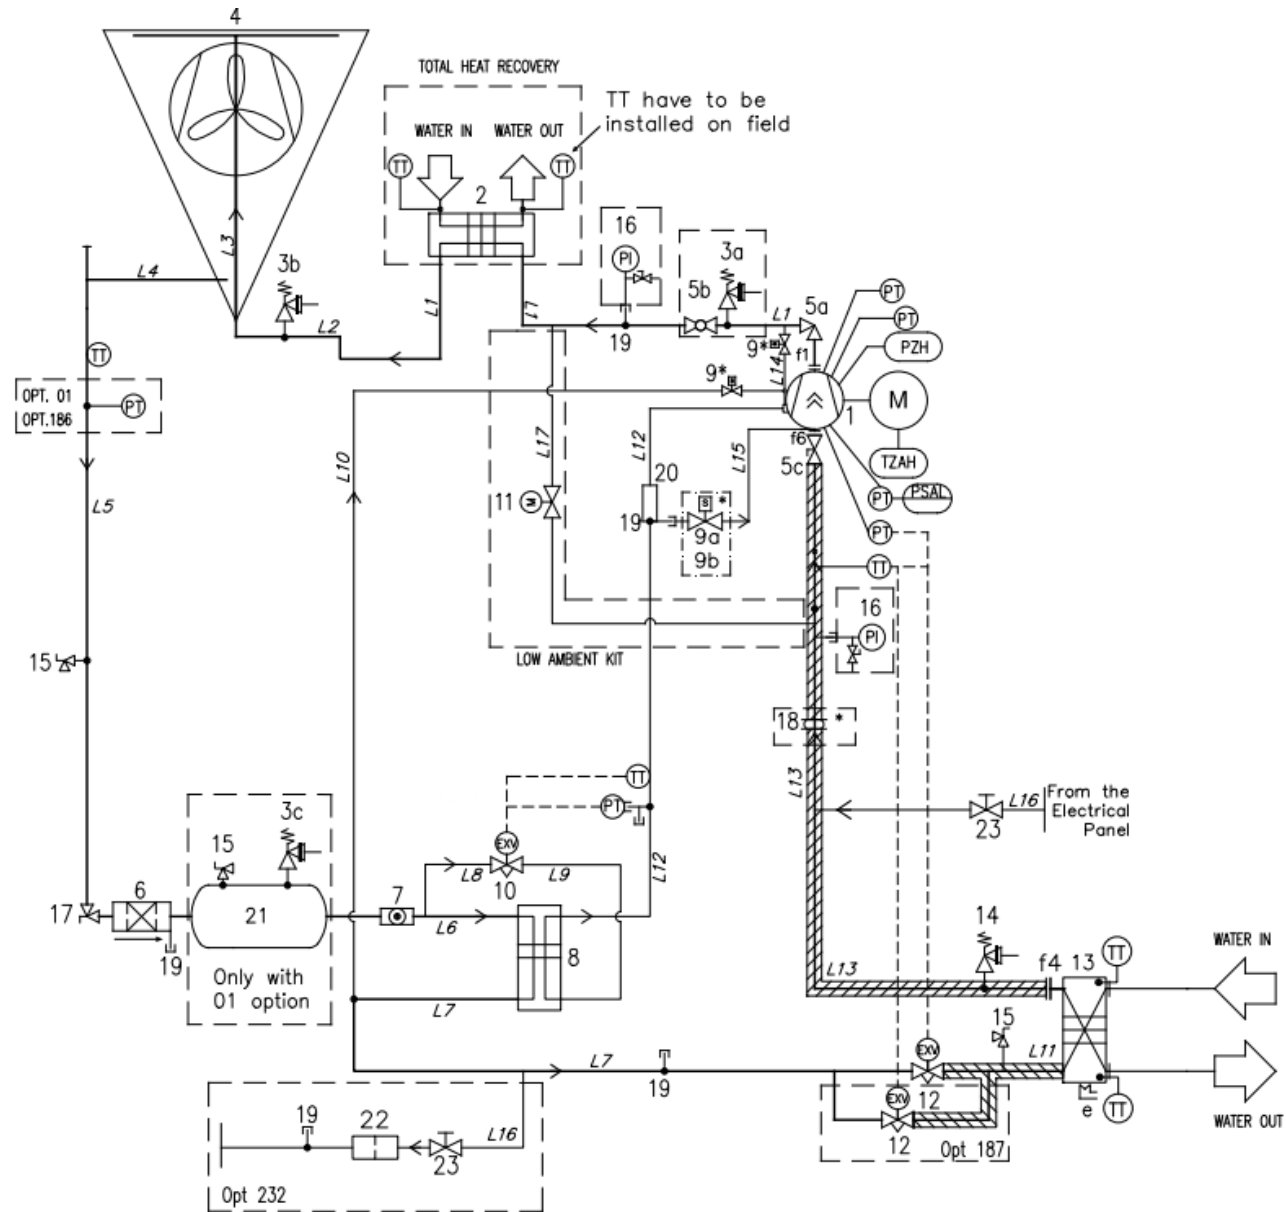 4
TOTAL HEAT RECOVERY
TT have to be
installed on field
WATER IN
WATER OUT
TT
TT
2
16
PI
3a
5b
L1
5a
PT
PT
PZH
3b
L3
L4
L2
L1
L1
19
9*
f1
L14
9*
M
1
TT
OPT. 01
OPT.186
PT
TZAH
f6
5c
PT
PSAL
PT
L5
L10
L17
L12
L15
11
M
20
19
S
*
9a
9b
TT
16
PI
LOW AMBIENT KIT
15
18
*
L13
TT
PT
L16
23
From the
Electrical
Panel
15
3c
EXV
L8
L9
10
L12
17
6
21
7
L6
8
19
Only with
01 option
L7
14
L13
f4
13
TT
WATER IN
15
L7
19
EXV
L11
12
EXV
12
e
TT
WATER OUT
Opt 187
19
22
L16
23
Opt 232